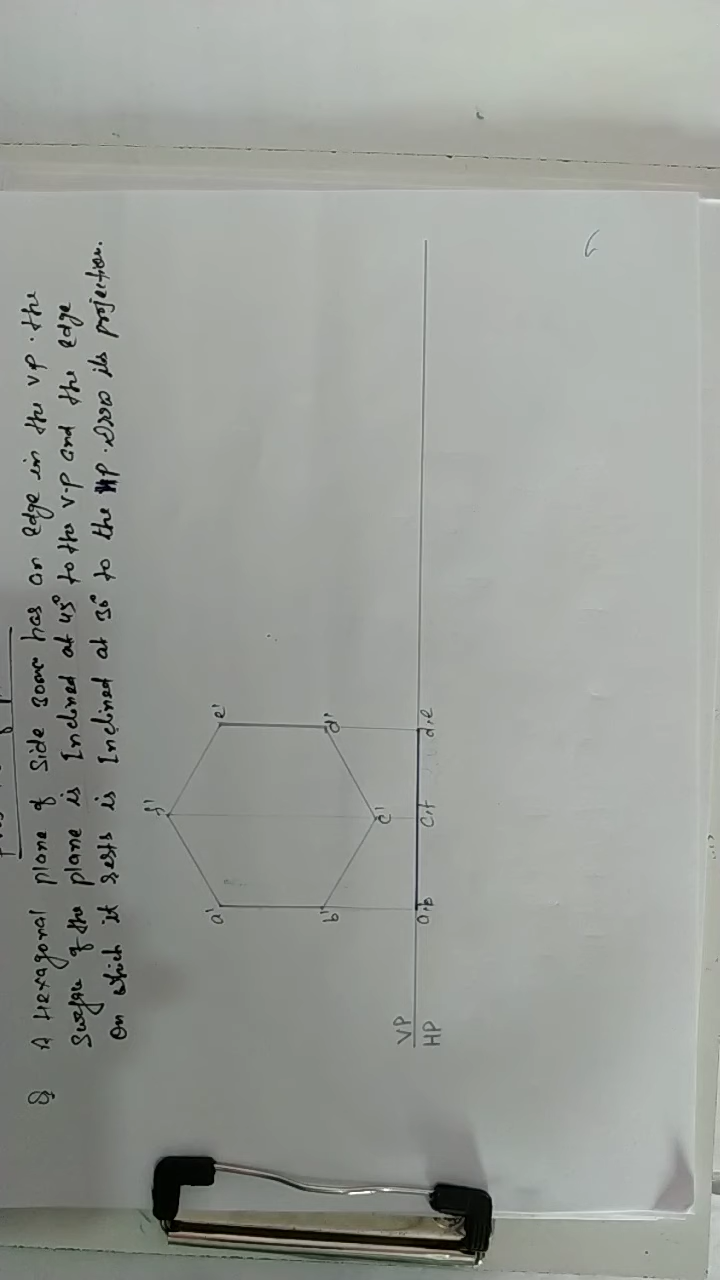 Q A Hexagonal plane of side 30mm has an edge in the VP. the
Surface of the plane is Inclined at 45° to the V.P and the edge
On which it rests is Inclined at 30° to the HP. Draw its projection.
f'
a' e'
b' d'
c'
VP
HP
a,b c,f d,e